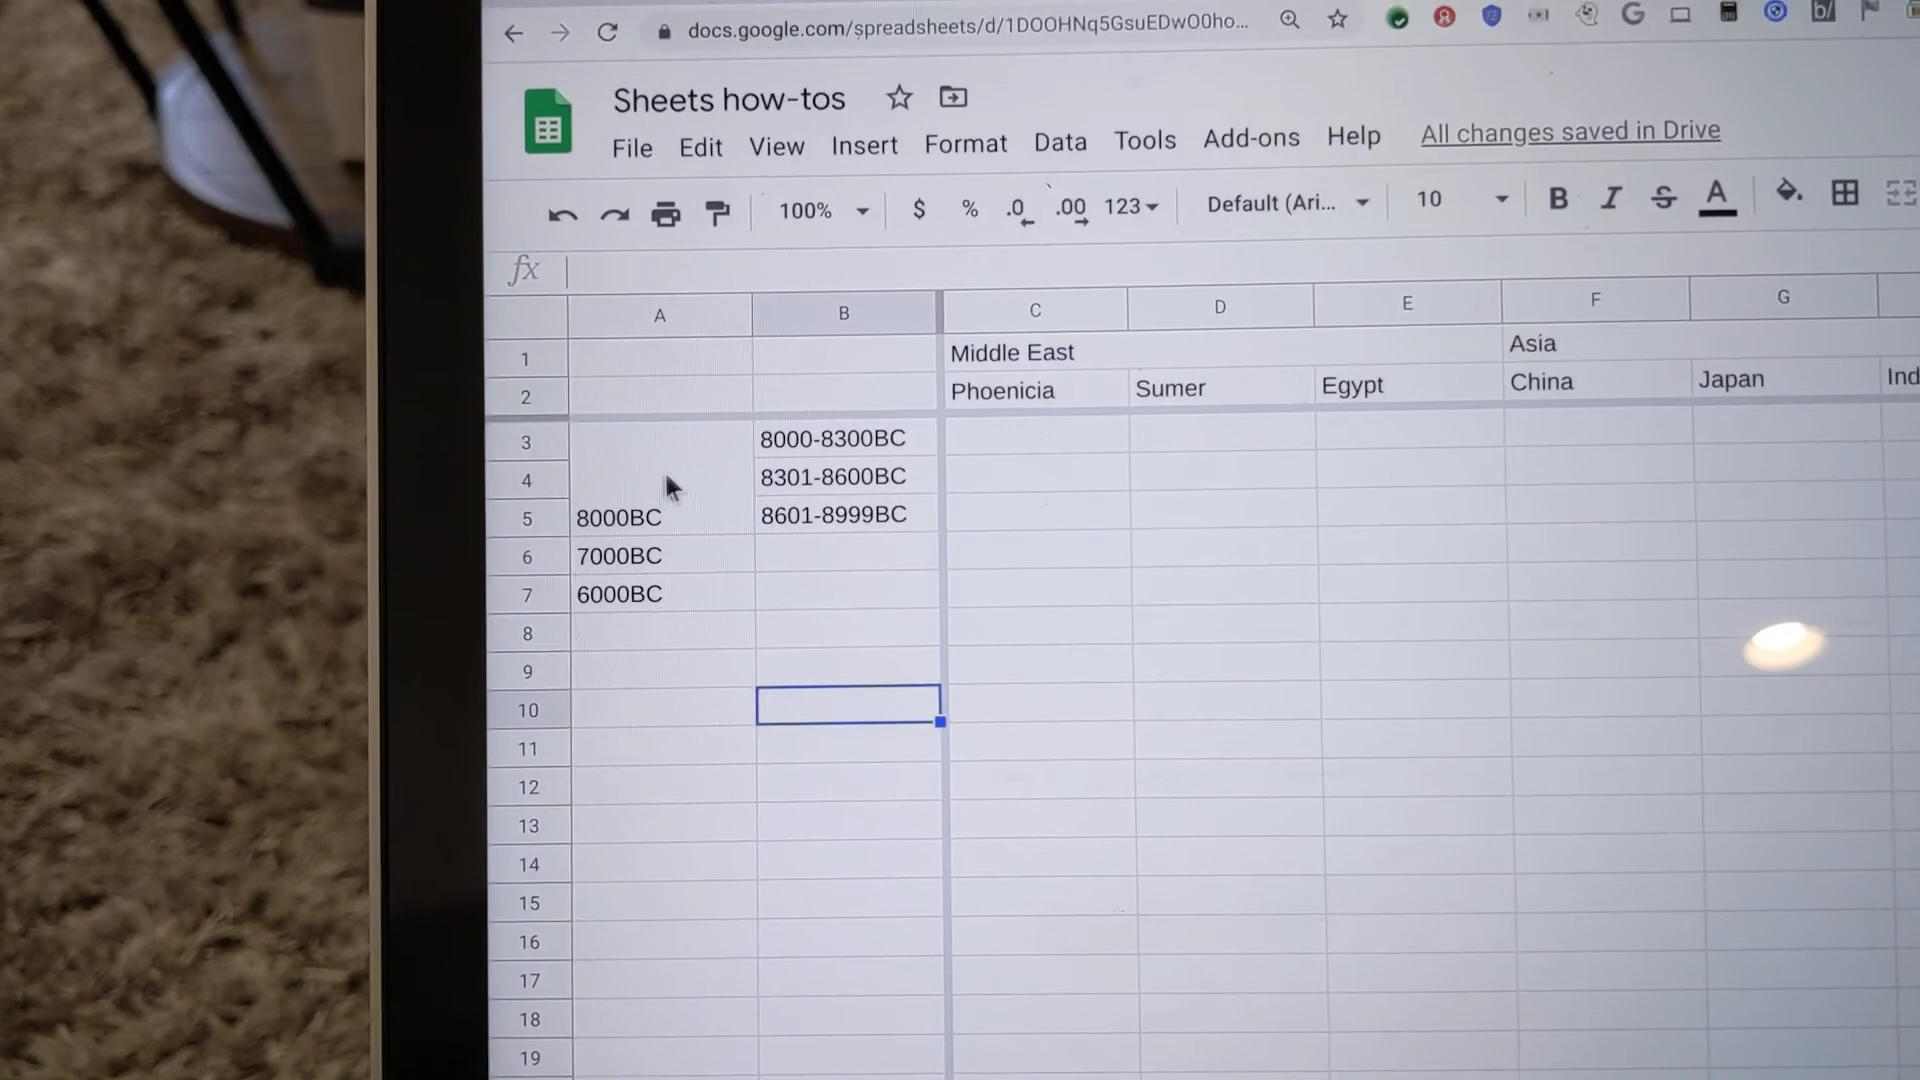 docs.google.com/spreadsheets/d/1DOOHNq5GsuEDwO0ho...
Sheets how-tos
File Edit View Insert Format Data Tools Add-ons Help All changes saved in Drive
100% $ % .0 .00 123 Default (Ari... 10 B I S A
fx
A B C D E F G
1 Middle East Asia
2 Phoenicia Sumer Egypt China Japan Ind
3 8000-8300BC
4 8301-8600BC
5 8000BC 8601-8999BC
6 7000BC
7 6000BC
8
9
10
11
12
13
14
15
16
17
18
19